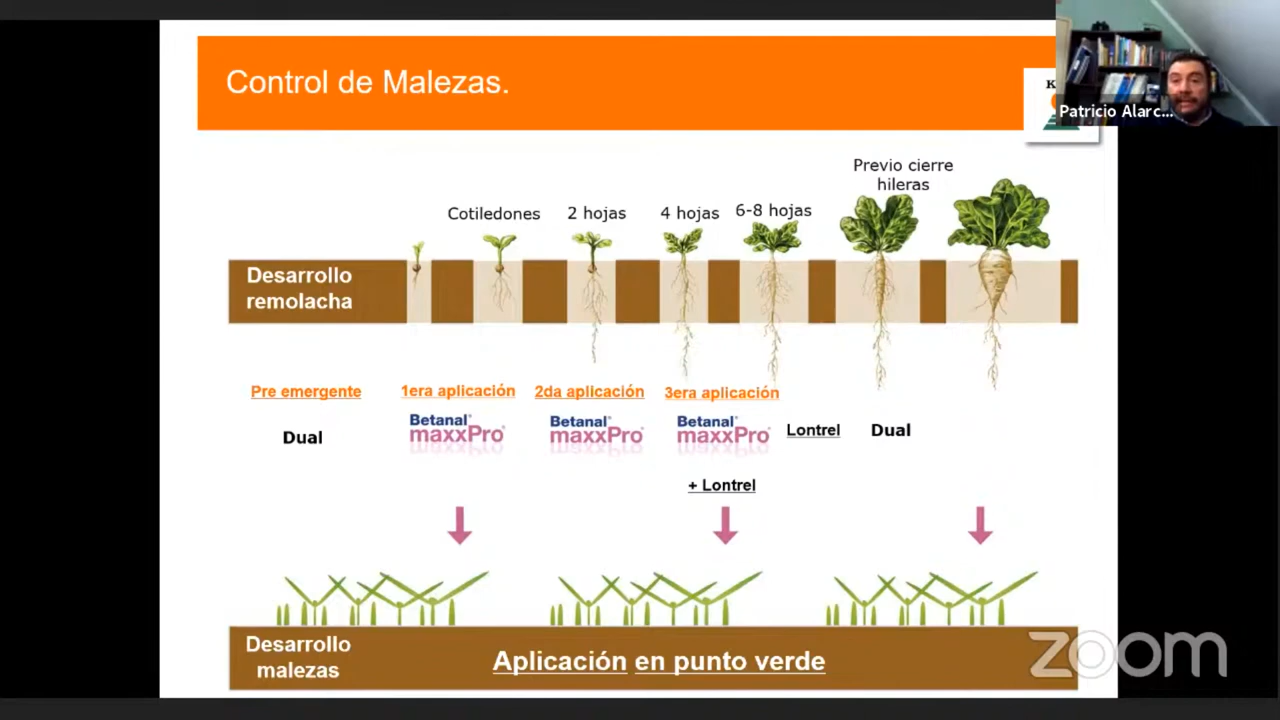 Control de Malezas.
K
Patricio Alarc...
Previo cierre
hileras
Cotiledones
2 hojas
4 hojas
6-8 hojas
Desarrollo
remolacha
Pre emergente
1era aplicación
2da aplicación
3era aplicación
Dual
Betanal®
maxxPro®
Betanal®
maxxPro®
Betanal®
maxxPro®
Lontrel
Dual
+ Lontrel
Desarrollo
malezas
Aplicación en punto verde
zoom